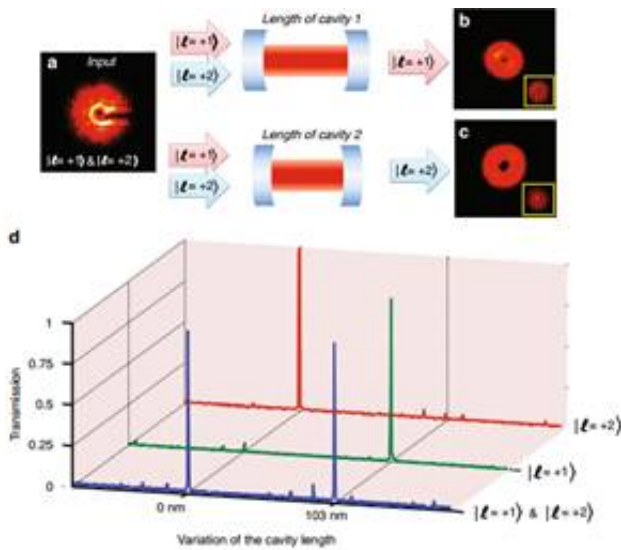 Length of cavity 1
a
Input
|ℓ=+1⟩
|ℓ=+2⟩
|ℓ=+1⟩
b
|ℓ=+1⟩ & |ℓ=+2⟩
Length of cavity 2
|ℓ=+1⟩
|ℓ=+2⟩
|ℓ=+2⟩
c
d
Transmission
1
0.75
0.5
0.25
0
|ℓ=+2⟩
|ℓ=+1⟩
|ℓ=+1⟩ & |ℓ=+2⟩
0 nm
103 nm
Variation of the cavity length